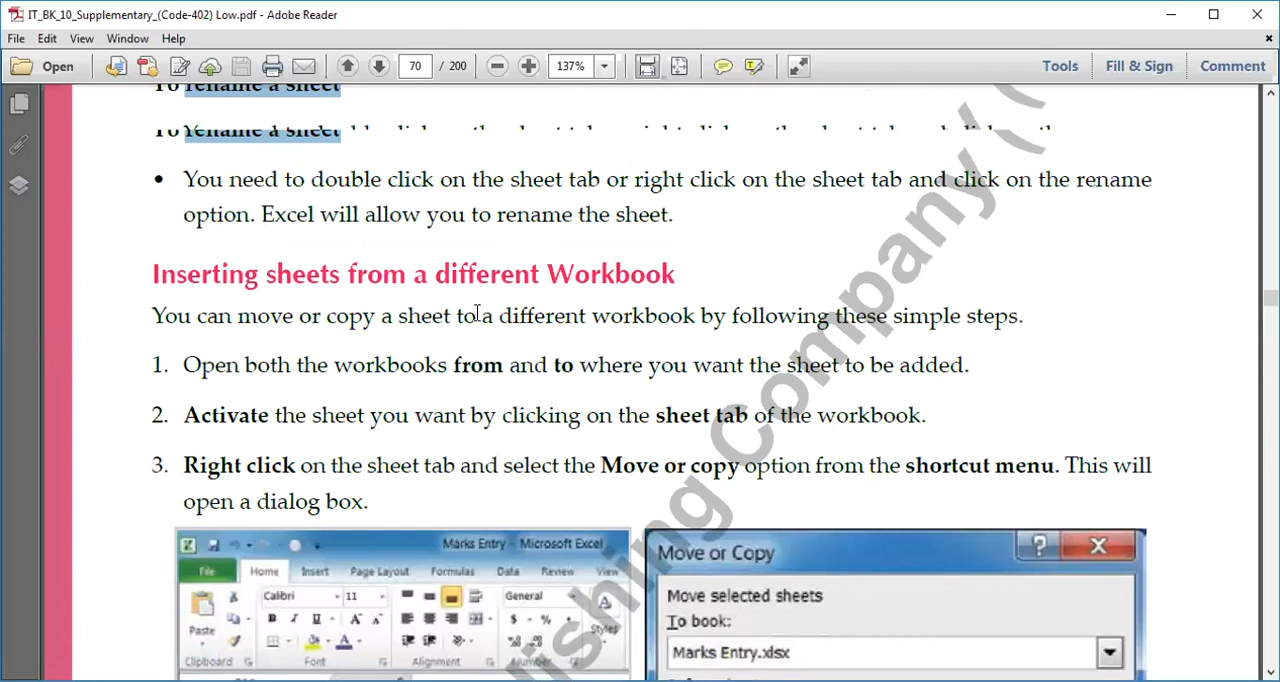 IT_BK_10_Supplementary_(Code-402) Low.pdf - Adobe Reader
File Edit View Window Help
Open 70 / 200 137% Tools Fill & Sign Comment
To rename a sheet
To rename a sheet
• You need to double click on the sheet tab or right click on the sheet tab and click on the rename
option. Excel will allow you to rename the sheet.
Inserting sheets from a different Workbook
You can move or copy a sheet to a different workbook by following these simple steps.
1. Open both the workbooks from and to where you want the sheet to be added.
2. Activate the sheet you want by clicking on the sheet tab of the workbook.
3. Right click on the sheet tab and select the Move or copy option from the shortcut menu. This will
open a dialog box.
Marks Entry - Microsoft Excel
File Home Insert Page Layout Formulas Data Review View
Calibri 11 General
Paste
Styles
Clipboard Font Alignment Number
Move or Copy
Move selected sheets
To book:
Marks Entry.xlsx
shing Company (